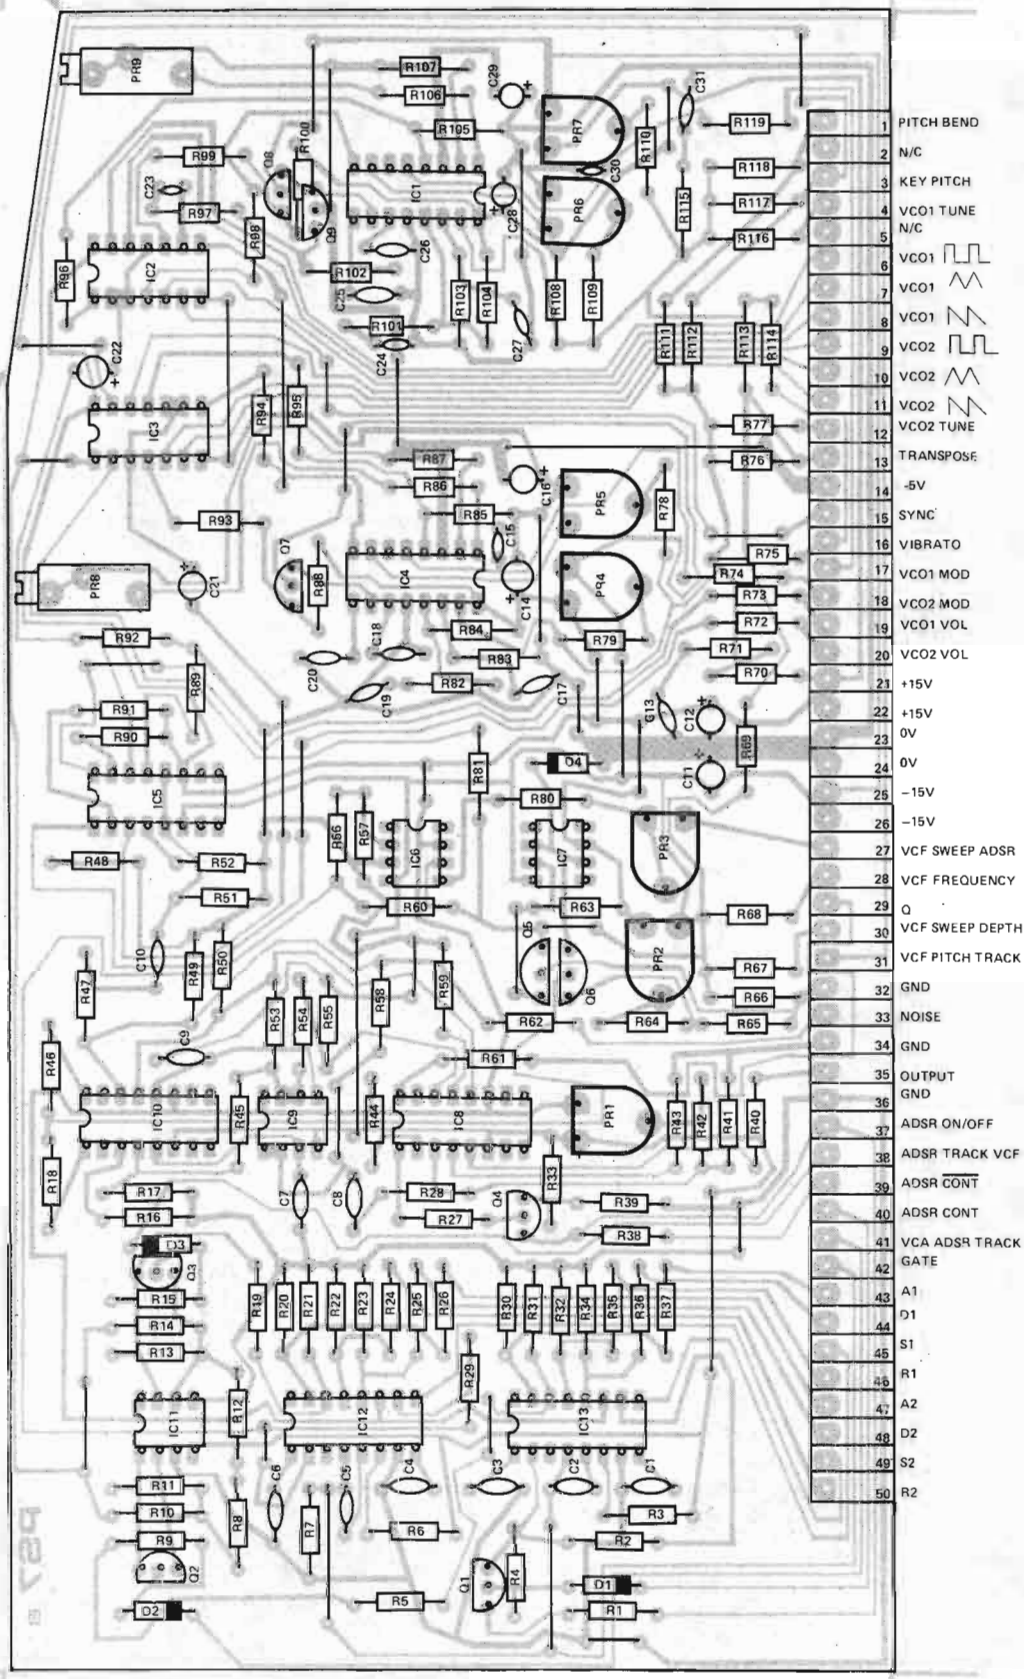 PR9
R107
R106
R105
C29
PR7
R110
C31
R119
1 PITCH BEND
2 N/C
R99
C23
R97
Q8
R100
Q9
IC1
C28
C30
PR6
R115
R118
3 KEY PITCH
R117
4 VCO1 TUNE
R116
N/C
5
R98
R96
IC2
C26
R102
C25
R103
R104
R108
R109
6 VCO1
7 VCO1
R101
C24
C27
R111
R112
R113
R114
8 VCO1
9 VCO2
C22
10 VCO2
IC3
R94
R95
11 VCO2
R77
VCO2 TUNE
12
R87
R76
13 TRANSPOSE
R86
C16
PR5
R78
14 -5V
R93
R85
C15
15 SYNC
Q7
R88
IC4
C14
PR4
R75
16 VIBRATO
PR8
C21
R74
17 VCO1 MOD
R73
18 VCO2 MOD
R92
C18
R84
R79
R72
19 VCO1 VOL
C20
R83
R71
20 VCO2 VOL
R89
C19
R82
C17
R70
21 +15V
R91
C13
C12
22 +15V
R90
R69
0V
23
R81
D4
C11
24 0V
IC5
R80
25 -15V
R56
R57
IC6
IC7
PR3
26 -15V
R48
R52
27 VCF SWEEP ADSR
R51
R60
R63
28 VCF FREQUENCY
R68
29 Q
Q5
30 VCF SWEEP DEPTH
C10
R49
R50
PR2
31 VCF PITCH TRACK
R47
R53
R54
R55
R58
R59
Q6
R67
32 GND
R66
R62
R64
R65
33 NOISE
R46
C9
R61
34 GND
35 OUTPUT
IC10
R45
IC9
R44
IC8
PR1
R43
R42
R41
R40
GND
36
37 ADSR ON/OFF
38 ADSR TRACK VCF
R18
R17
C7
C8
R28
R33
39 ADSR CONT
R16
R27
Q4
R39
40 ADSR CONT
D3
R38
41 VCA ADSR TRACK
Q3
42 GATE
R15
R19
R20
R21
R22
R23
R24
R25
R26
R30
R31
R32
R34
R35
R36
R37
43 A1
R14
44 D1
R13
45 S1
R29
46 R1
IC11
R12
IC12
IC13
47 A2
48 D2
C6
C5
C4
C3
C2
C1
49 S2
R11
50 R2
R10
R8
R7
R6
R3
R9
R2
Q2
Q1
R4
D1
D2
R5
R1